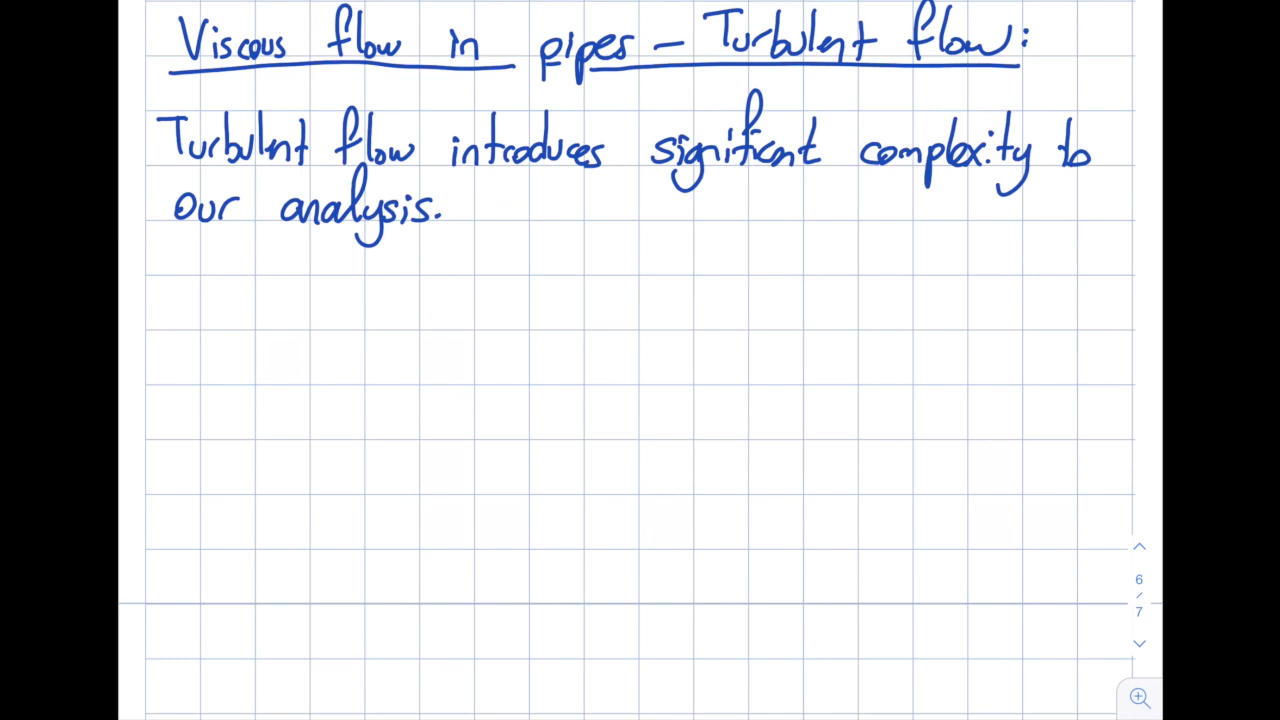 Viscous flow in pipes - Turbulent flow:
Turbulent flow introduces significant complexity to
our analysis.
6
/
7